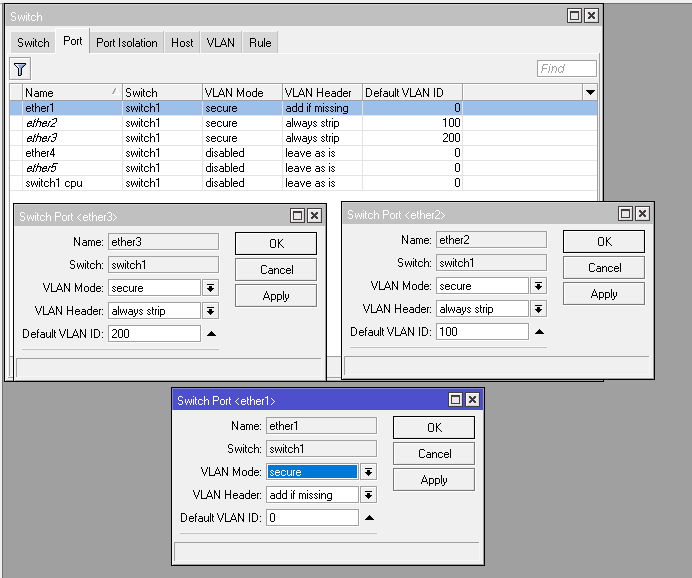 Switch
Switch Port Port Isolation Host VLAN Rule
Find
Name Switch VLAN Mode VLAN Header Default VLAN ID
ether1 switch1 secure add if missing 0
ether2 switch1 secure always strip 100
ether3 switch1 secure always strip 200
ether4 switch1 disabled leave as is 0
ether5 switch1 disabled leave as is 0
switch1 cpu switch1 disabled leave as is 0
Switch Port <ether3>
Name: ether3 OK
Switch: switch1 Cancel
VLAN Mode: secure
Apply
VLAN Header: always strip
Default VLAN ID: 200
Switch Port <ether2>
Name: ether2 OK
Switch: switch1 Cancel
VLAN Mode: secure
Apply
VLAN Header: always strip
Default VLAN ID: 100
Switch Port <ether1>
Name: ether1 OK
Switch: switch1 Cancel
VLAN Mode: secure
Apply
VLAN Header: add if missing
Default VLAN ID: 0